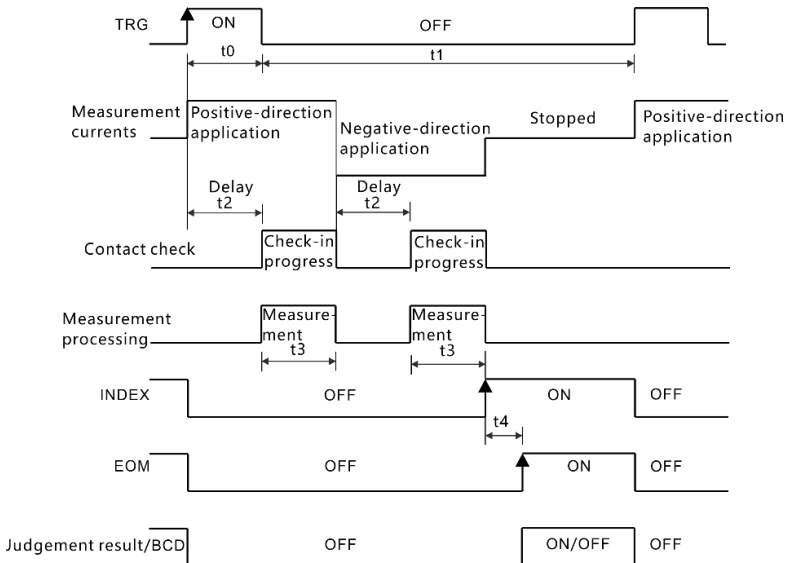 TRG
ON
OFF
t0
t1
Measurement
currents
Positive-direction
application
Negative-direction
application
Stopped
Positive-direction
application
Delay
t2
Delay
t2
Contact check
Check-in
progress
Check-in
progress
Measurement
processing
Measure-
ment
t3
Measure-
ment
t3
INDEX
OFF
ON
OFF
t4
EOM
OFF
ON
OFF
Judgement result/BCD
OFF
ON/OFF
OFF